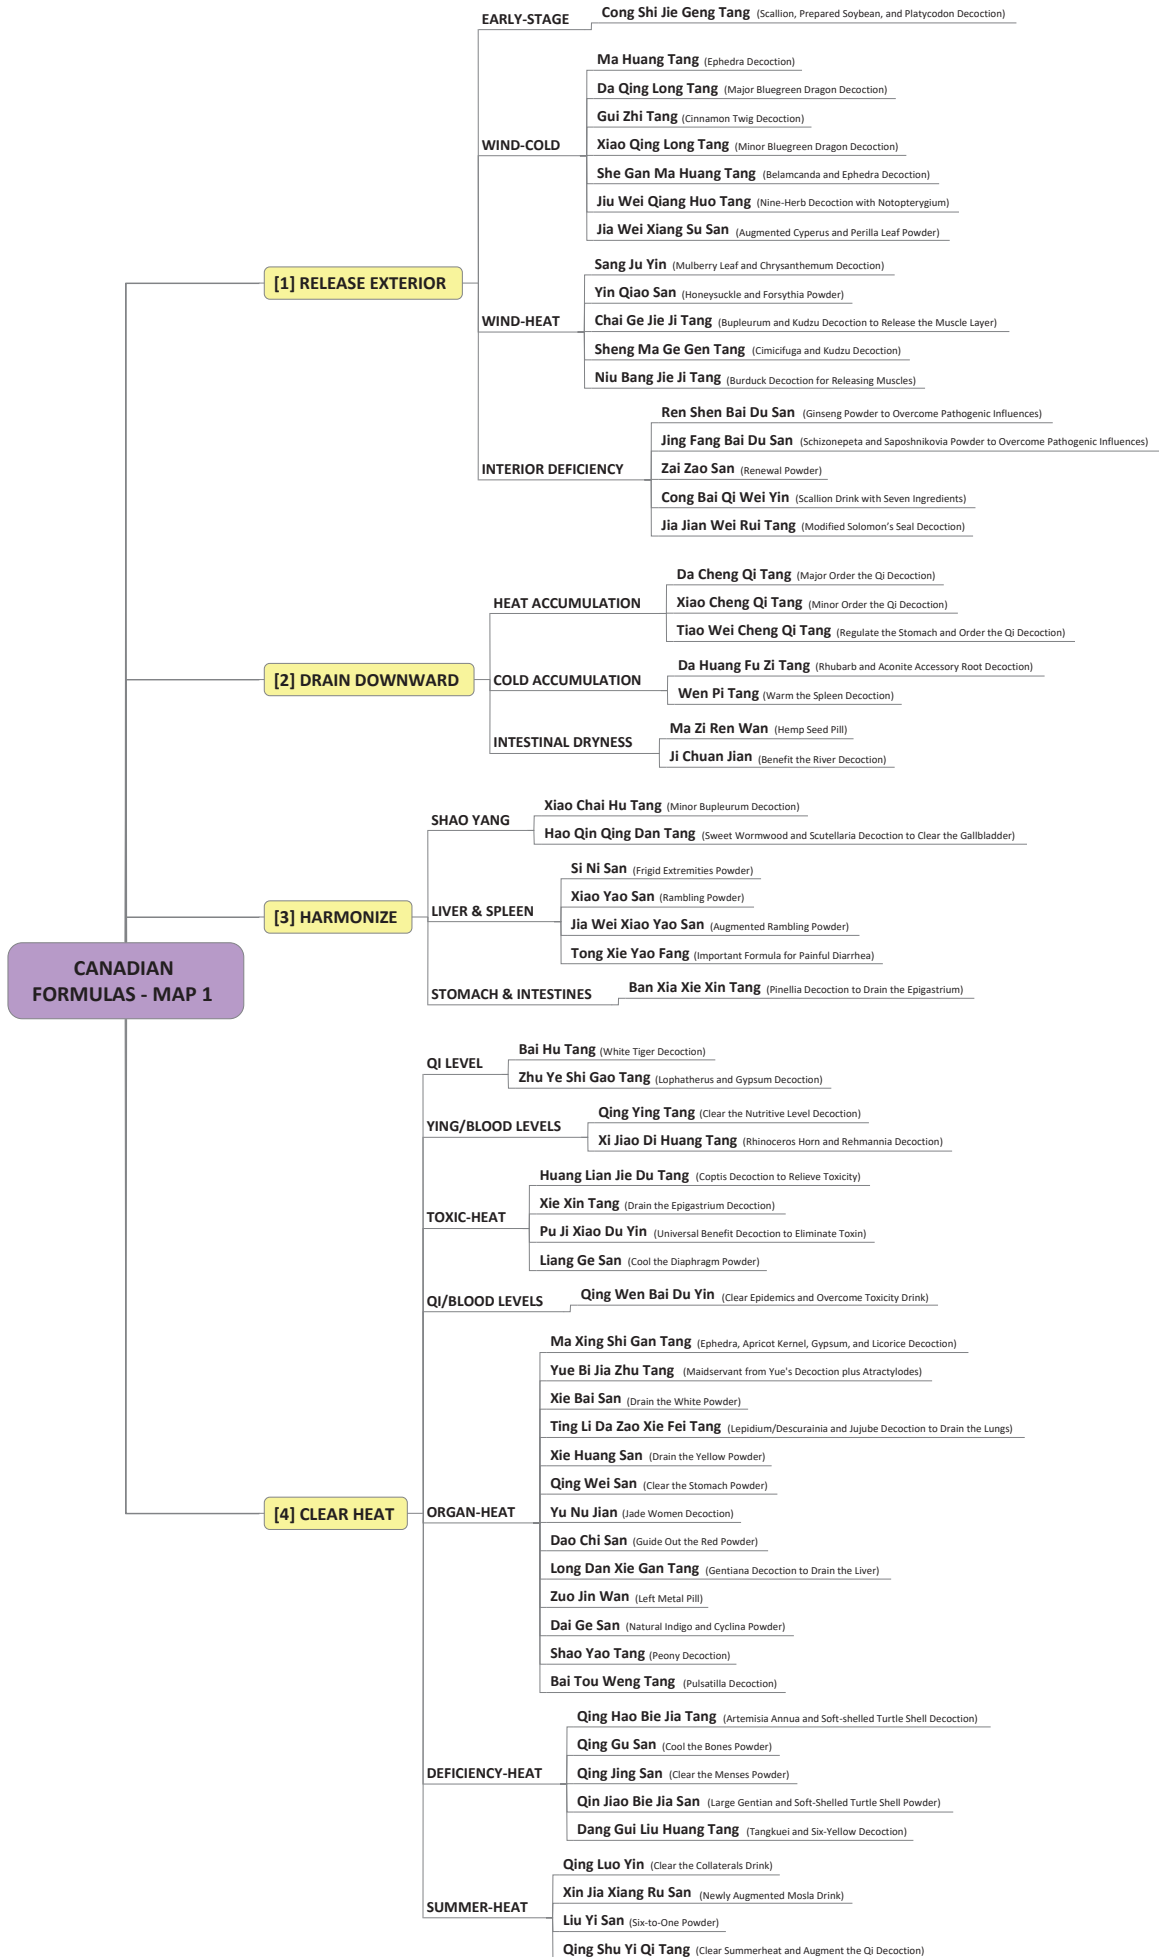 CANADIAN
FORMULAS - MAP 1
[1] RELEASE EXTERIOR
EARLY-STAGE
Cong Shi Jie Geng Tang (Scallion, Prepared Soybean, and Platycodon Decoction)
WIND-COLD
Ma Huang Tang (Ephedra Decoction)
Da Qing Long Tang (Major Bluegreen Dragon Decoction)
Gui Zhi Tang (Cinnamon Twig Decoction)
Xiao Qing Long Tang (Minor Bluegreen Dragon Decoction)
She Gan Ma Huang Tang (Belamcanda and Ephedra Decoction)
Jiu Wei Qiang Huo Tang (Nine-Herb Decoction with Notopterygium)
Jia Wei Xiang Su San (Augmented Cyperus and Perilla Leaf Powder)
WIND-HEAT
Sang Ju Yin (Mulberry Leaf and Chrysanthemum Decoction)
Yin Qiao San (Honeysuckle and Forsythia Powder)
Chai Ge Jie Ji Tang (Bupleurum and Kudzu Decoction to Release the Muscle Layer)
Sheng Ma Ge Gen Tang (Cimicifuga and Kudzu Decoction)
Niu Bang Jie Ji Tang (Burduck Decoction for Releasing Muscles)
INTERIOR DEFICIENCY
Ren Shen Bai Du San (Ginseng Powder to Overcome Pathogenic Influences)
Jing Fang Bai Du San (Schizonepeta and Saposhnikovia Powder to Overcome Pathogenic Influences)
Zai Zao San (Renewal Powder)
Cong Bai Qi Wei Yin (Scallion Drink with Seven Ingredients)
Jia Jian Wei Rui Tang (Modified Solomon's Seal Decoction)
[2] DRAIN DOWNWARD
HEAT ACCUMULATION
Da Cheng Qi Tang (Major Order the Qi Decoction)
Xiao Cheng Qi Tang (Minor Order the Qi Decoction)
Tiao Wei Cheng Qi Tang (Regulate the Stomach and Order the Qi Decoction)
COLD ACCUMULATION
Da Huang Fu Zi Tang (Rhubarb and Aconite Accessory Root Decoction)
Wen Pi Tang (Warm the Spleen Decoction)
INTESTINAL DRYNESS
Ma Zi Ren Wan (Hemp Seed Pill)
Ji Chuan Jian (Benefit the River Decoction)
[3] HARMONIZE
SHAO YANG
Xiao Chai Hu Tang (Minor Bupleurum Decoction)
Hao Qin Qing Dan Tang (Sweet Wormwood and Scutellaria Decoction to Clear the Gallbladder)
LIVER & SPLEEN
Si Ni San (Frigid Extremities Powder)
Xiao Yao San (Rambling Powder)
Jia Wei Xiao Yao San (Augmented Rambling Powder)
Tong Xie Yao Fang (Important Formula for Painful Diarrhea)
STOMACH & INTESTINES
Ban Xia Xie Xin Tang (Pinellia Decoction to Drain the Epigastrium)
[4] CLEAR HEAT
QI LEVEL
Bai Hu Tang (White Tiger Decoction)
Zhu Ye Shi Gao Tang (Lophatherus and Gypsum Decoction)
YING/BLOOD LEVELS
Qing Ying Tang (Clear the Nutritive Level Decoction)
Xi Jiao Di Huang Tang (Rhinoceros Horn and Rehmannia Decoction)
TOXIC-HEAT
Huang Lian Jie Du Tang (Coptis Decoction to Relieve Toxicity)
Xie Xin Tang (Drain the Epigastrium Decoction)
Pu Ji Xiao Du Yin (Universal Benefit Decoction to Eliminate Toxin)
Liang Ge San (Cool the Diaphragm Powder)
QI/BLOOD LEVELS
Qing Wen Bai Du Yin (Clear Epidemics and Overcome Toxicity Drink)
ORGAN-HEAT
Ma Xing Shi Gan Tang (Ephedra, Apricot Kernel, Gypsum, and Licorice Decoction)
Yue Bi Jia Zhu Tang (Maidservant from Yue's Decoction plus Atractylodes)
Xie Bai San (Drain the White Powder)
Ting Li Da Zao Xie Fei Tang (Lepidium/Descurainia and Jujube Decoction to Drain the Lungs)
Xie Huang San (Drain the Yellow Powder)
Qing Wei San (Clear the Stomach Powder)
Yu Nu Jian (Jade Women Decoction)
Dao Chi San (Guide Out the Red Powder)
Long Dan Xie Gan Tang (Gentiana Decoction to Drain the Liver)
Zuo Jin Wan (Left Metal Pill)
Dai Ge San (Natural Indigo and Cyclina Powder)
Shao Yao Tang (Peony Decoction)
Bai Tou Weng Tang (Pulsatilla Decoction)
DEFICIENCY-HEAT
Qing Hao Bie Jia Tang (Artemisia Annua and Soft-shelled Turtle Shell Decoction)
Qing Gu San (Cool the Bones Powder)
Qing Jing San (Clear the Menses Powder)
Qin Jiao Bie Jia San (Large Gentian and Soft-Shelled Turtle Shell Powder)
Dang Gui Liu Huang Tang (Tangkuei and Six-Yellow Decoction)
SUMMER-HEAT
Qing Luo Yin (Clear the Collaterals Drink)
Xin Jia Xiang Ru San (Newly Augmented Mosla Drink)
Liu Yi San (Six-to-One Powder)
Qing Shu Yi Qi Tang (Clear Summerheat and Augment the Qi Decoction)